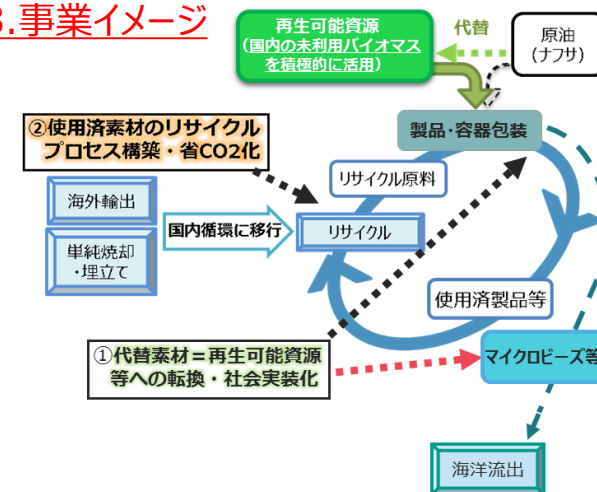 3.事業イメージ
再生可能資源
(国内の未利用バイオマス
を積極的に活用)
代替
原油
(ナフサ)
②使用済素材のリサイクル
プロセス構築・省CO2化
製品・容器包装
リサイクル原料
海外輸出
国内循環に移行
リサイクル
単純焼却
・埋立て
使用済製品等
①代替素材=再生可能資源
等への転換・社会実装化
マイクロビーズ等
海洋流出